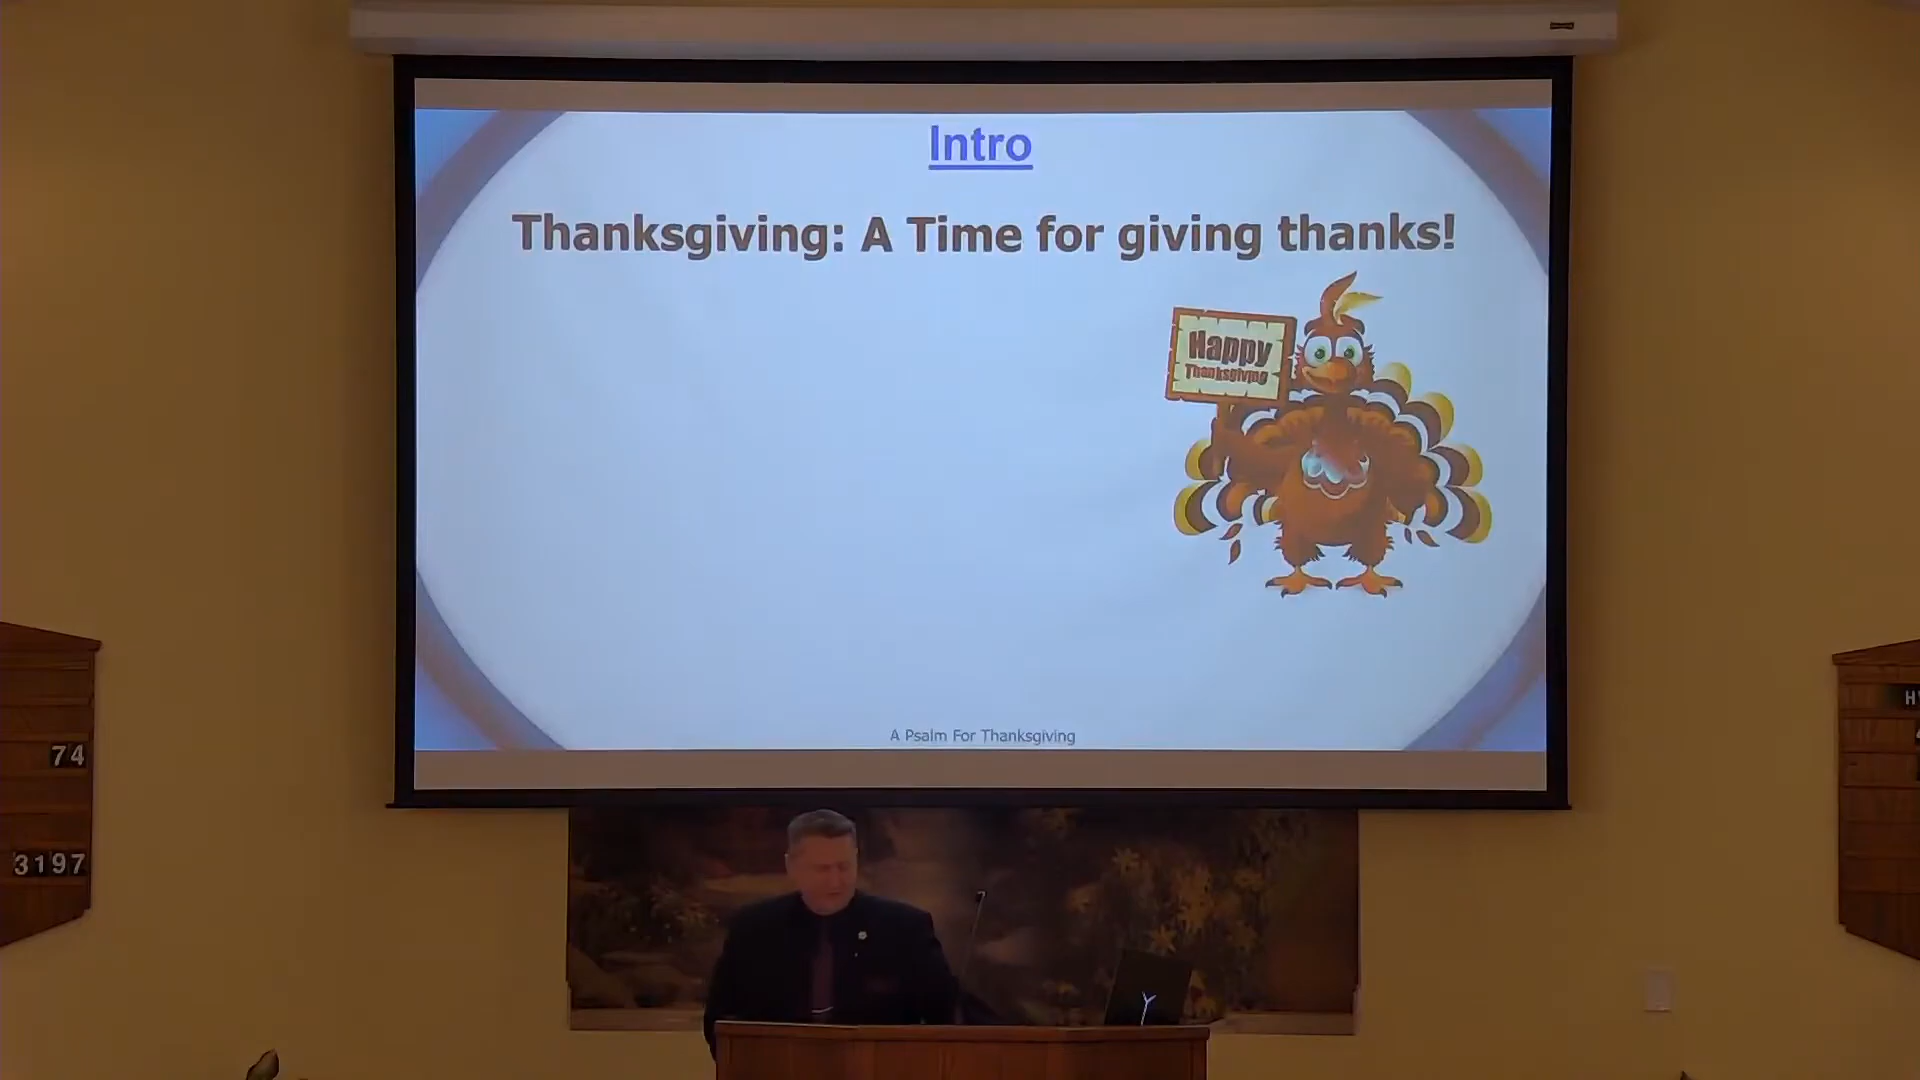 Intro
Thanksgiving: A Time for giving thanks!
Happy
Thanksgiving
A Psalm For Thanksgiving
74
3197